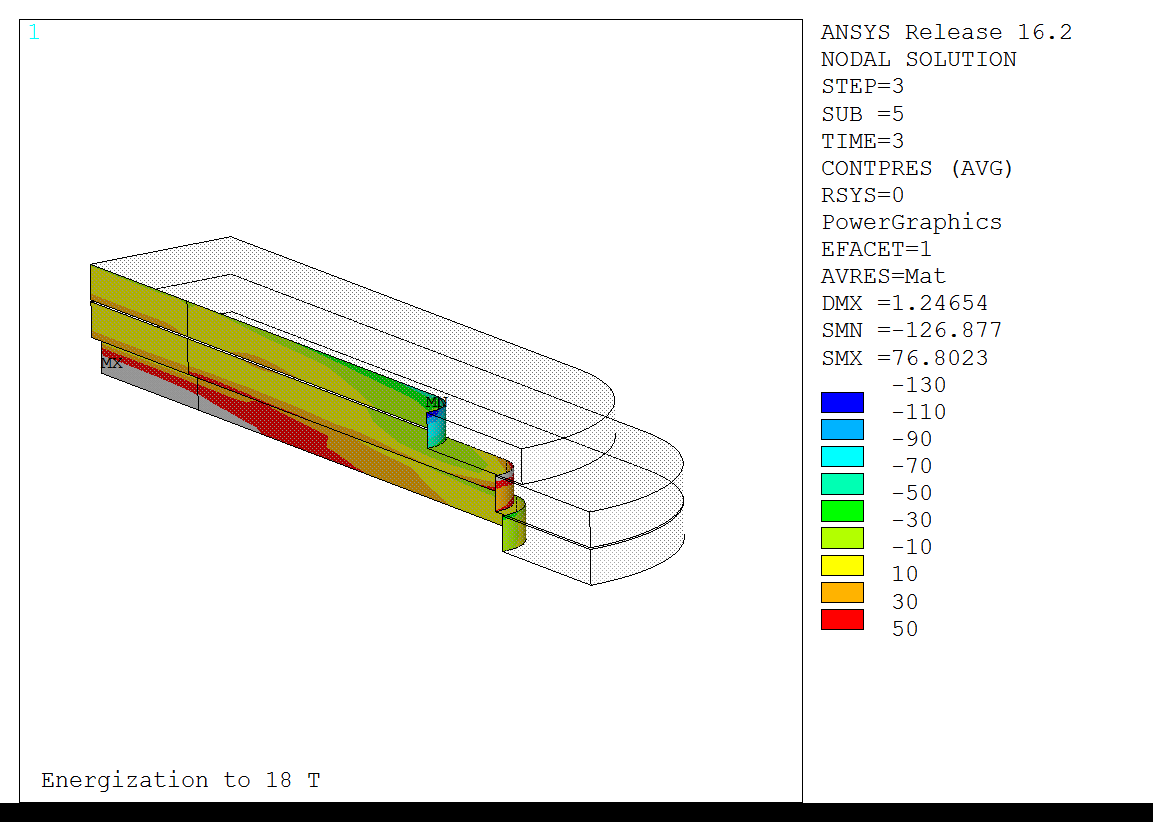 1
ANSYS Release 16.2
NODAL SOLUTION
STEP=3
SUB =5
TIME=3
CONTPRES (AVG)
RSYS=0
PowerGraphics
EFACET=1
AVRES=Mat
DMX =1.24654
SMN =-126.877
SMX =76.8023
-130
-110
-90
-70
-50
-30
-10
10
30
50
MX
MN
Energization to 18 T